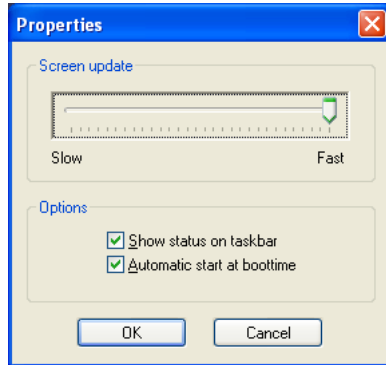 Properties
Screen update
Slow Fast
Options
Show status on taskbar
Automatic start at boottime
OK Cancel